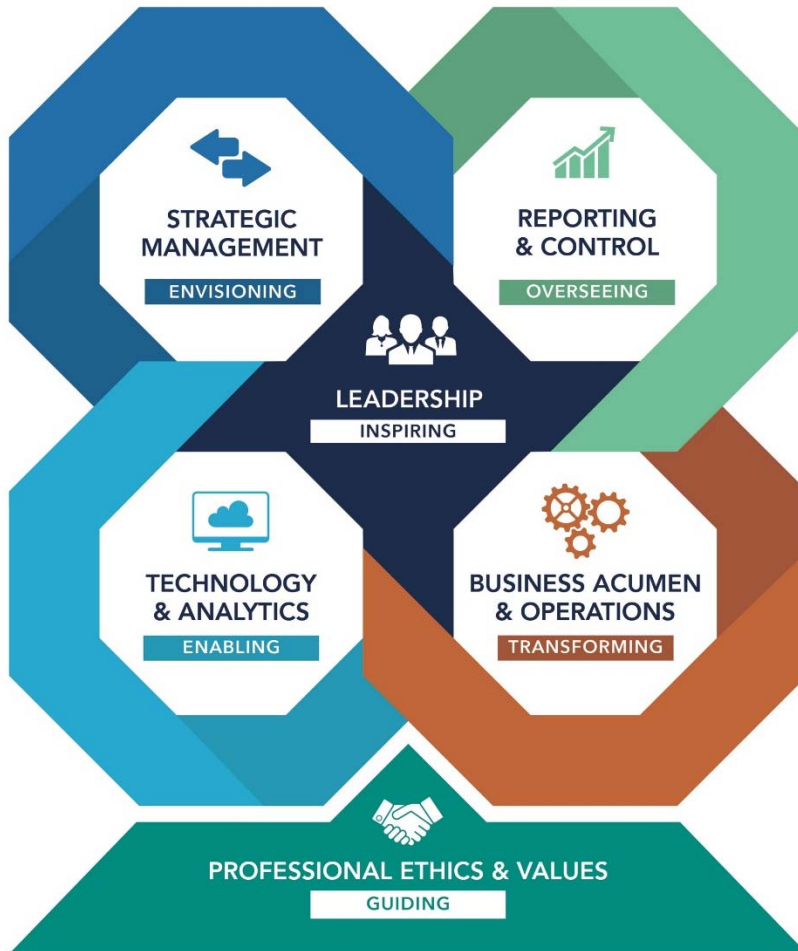 STRATEGIC
MANAGEMENT
ENVISIONING
REPORTING
& CONTROL
OVERSEEING
LEADERSHIP
INSPIRING
TECHNOLOGY
& ANALYTICS
ENABLING
BUSINESS ACUMEN
& OPERATIONS
TRANSFORMING
PROFESSIONAL ETHICS & VALUES
GUIDING